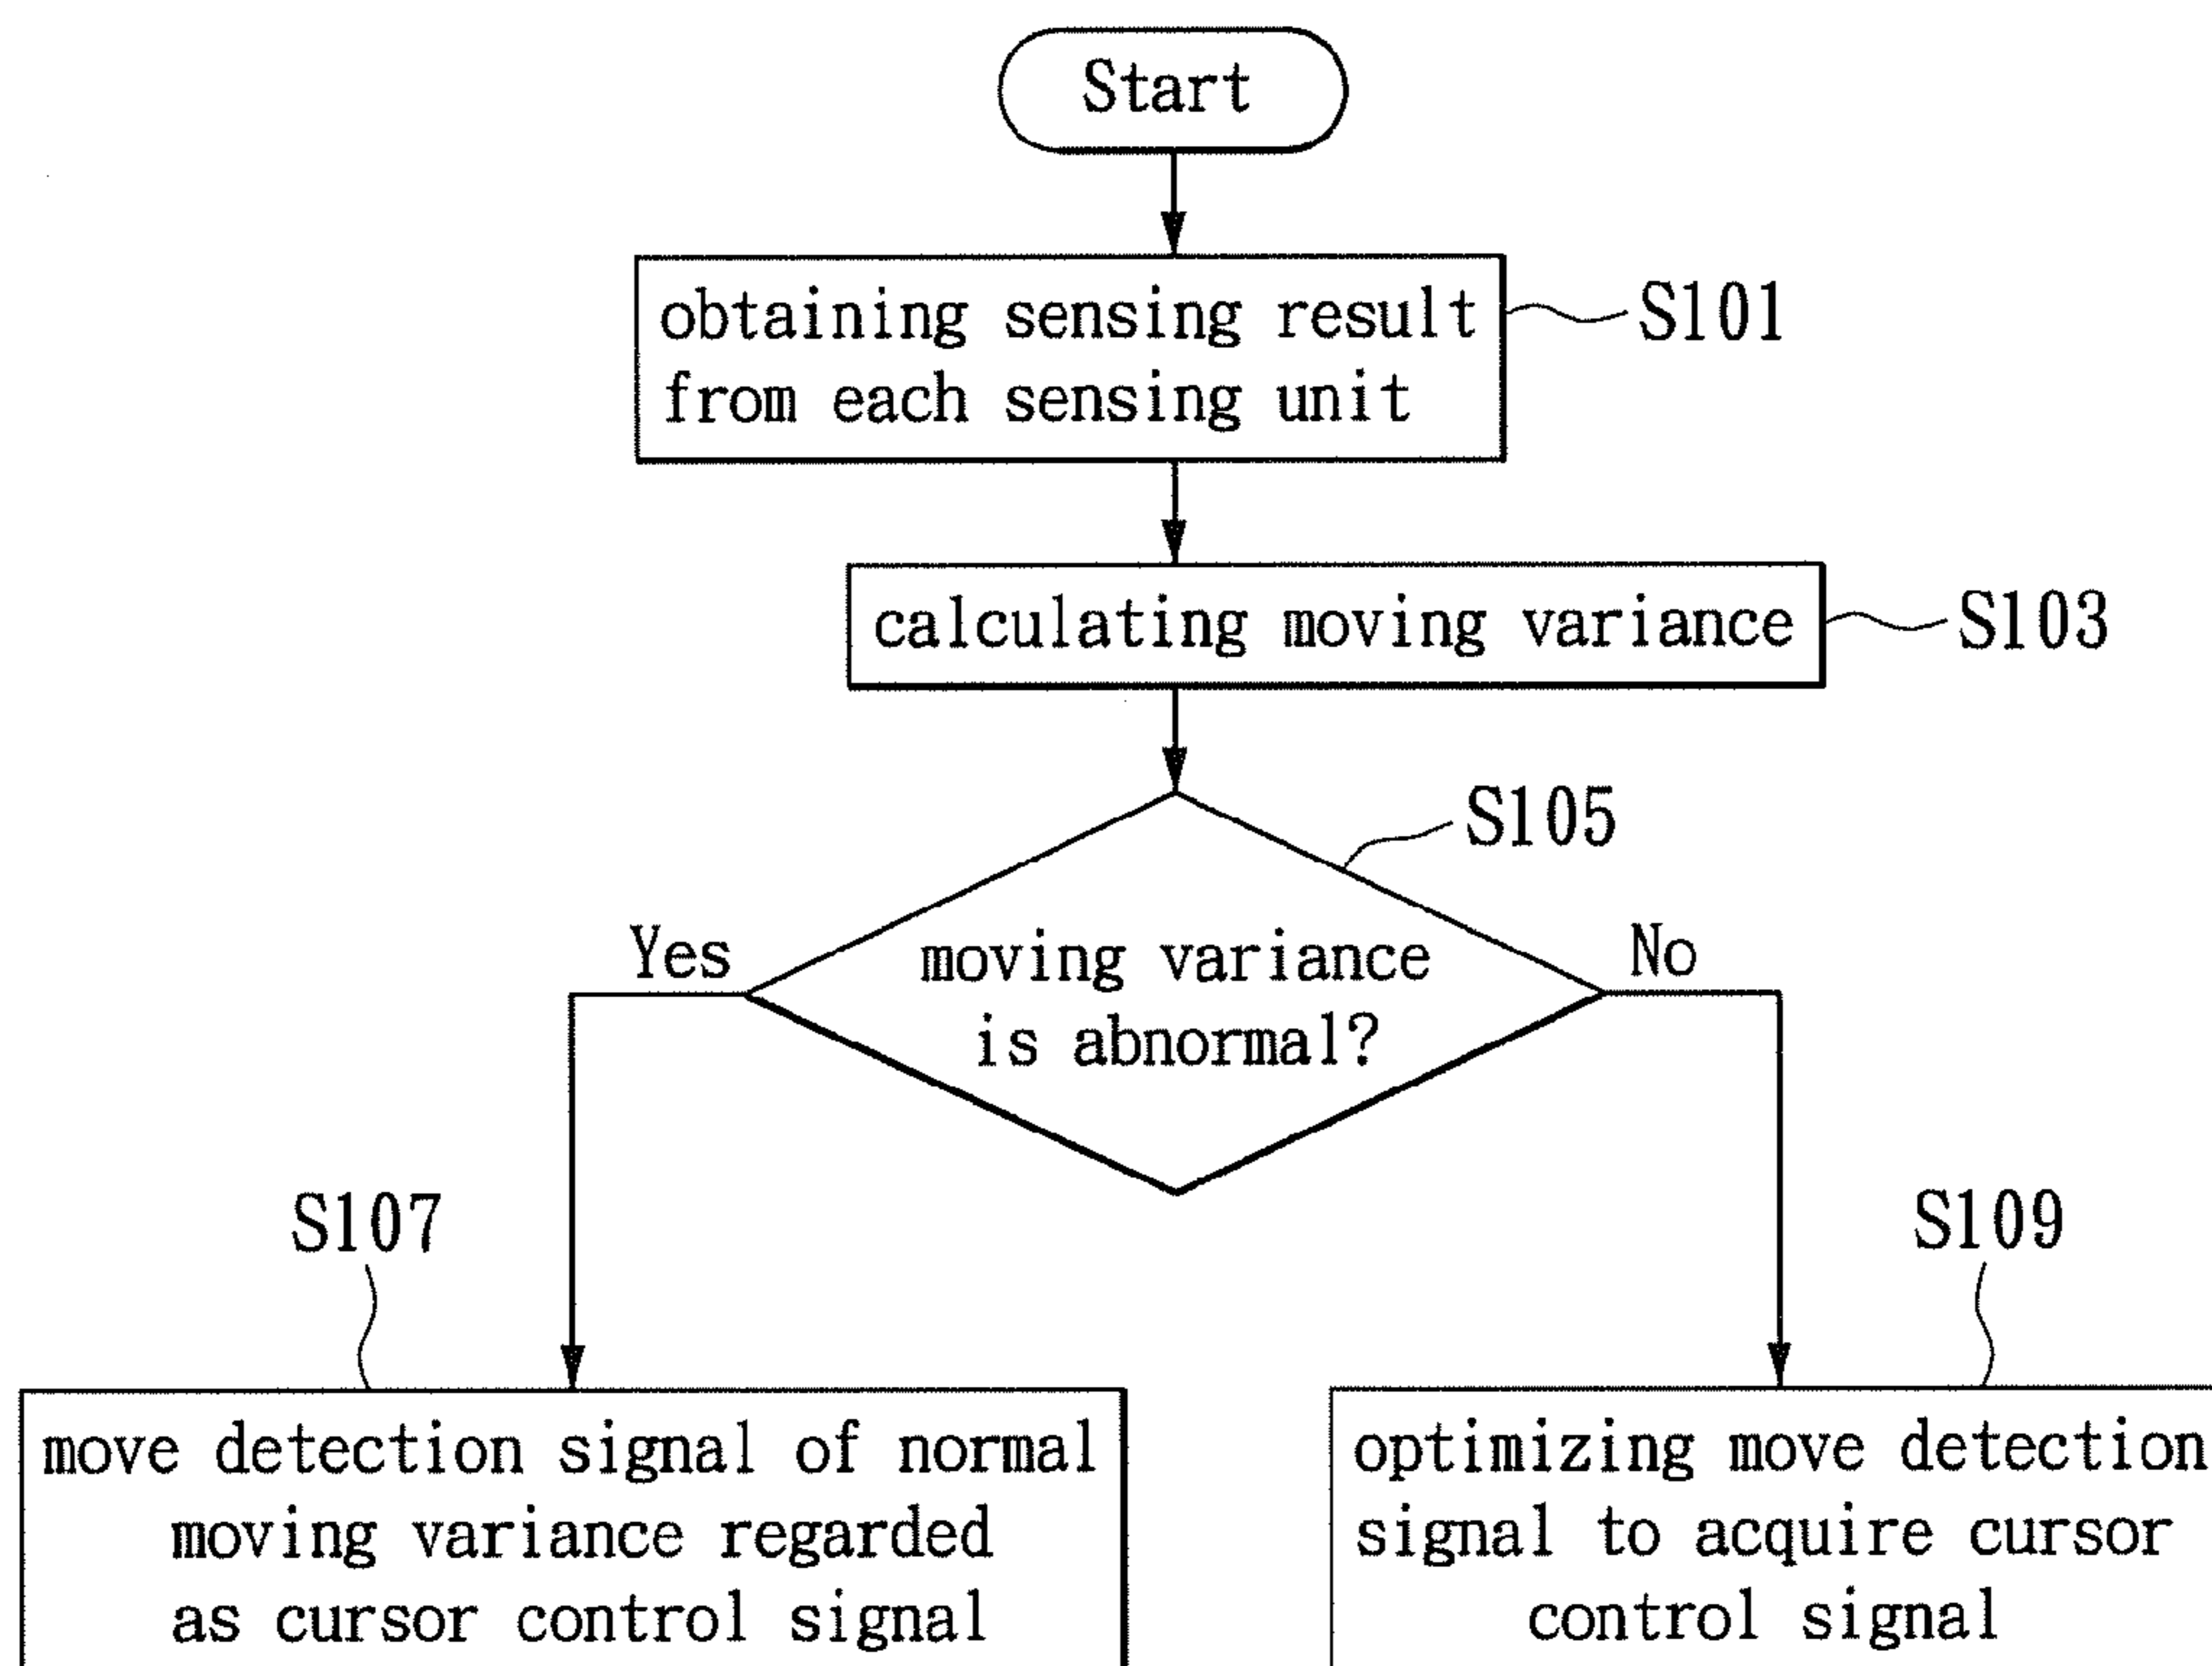 Start
obtaining sensing result
from each sensing unit
S101
calculating moving variance
S103
S105
moving variance
is abnormal?
Yes
No
S107
S109
move detection signal of normal
moving variance regarded
as cursor control signal
optimizing move detection
signal to acquire cursor
control signal